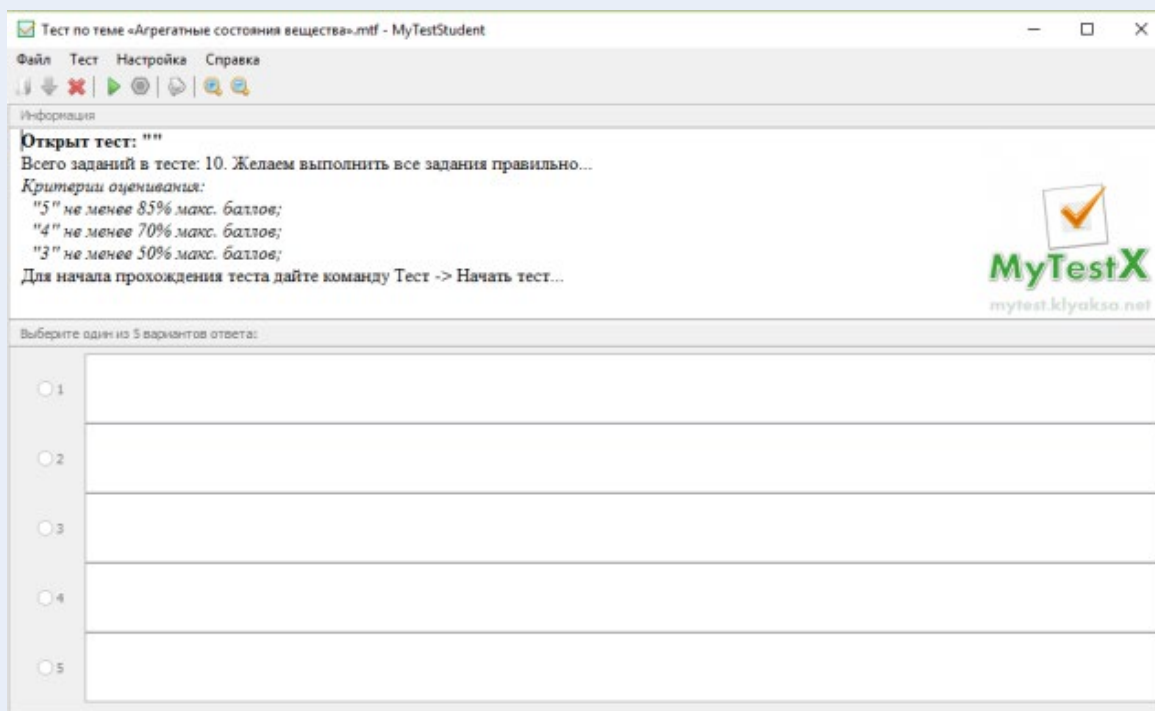 Тест по теме «Агрегатные состояния вещества».mtf - MyTestStudent
Файл Тест Настройка Справка
Информация
Открыт тест: ""
Всего заданий в тесте: 10. Желаем выполнить все задания правильно...
Критерии оценивания:
"5" не менее 85% макс. баллов;
"4" не менее 70% макс. баллов;
"3" не менее 50% макс. баллов;
Для начала прохождения теста дайте команду Тест -> Начать тест...
MyTestX
mytest.klyaksa.net
Выберите один из 5 вариантов ответа:
1
2
3
4
5